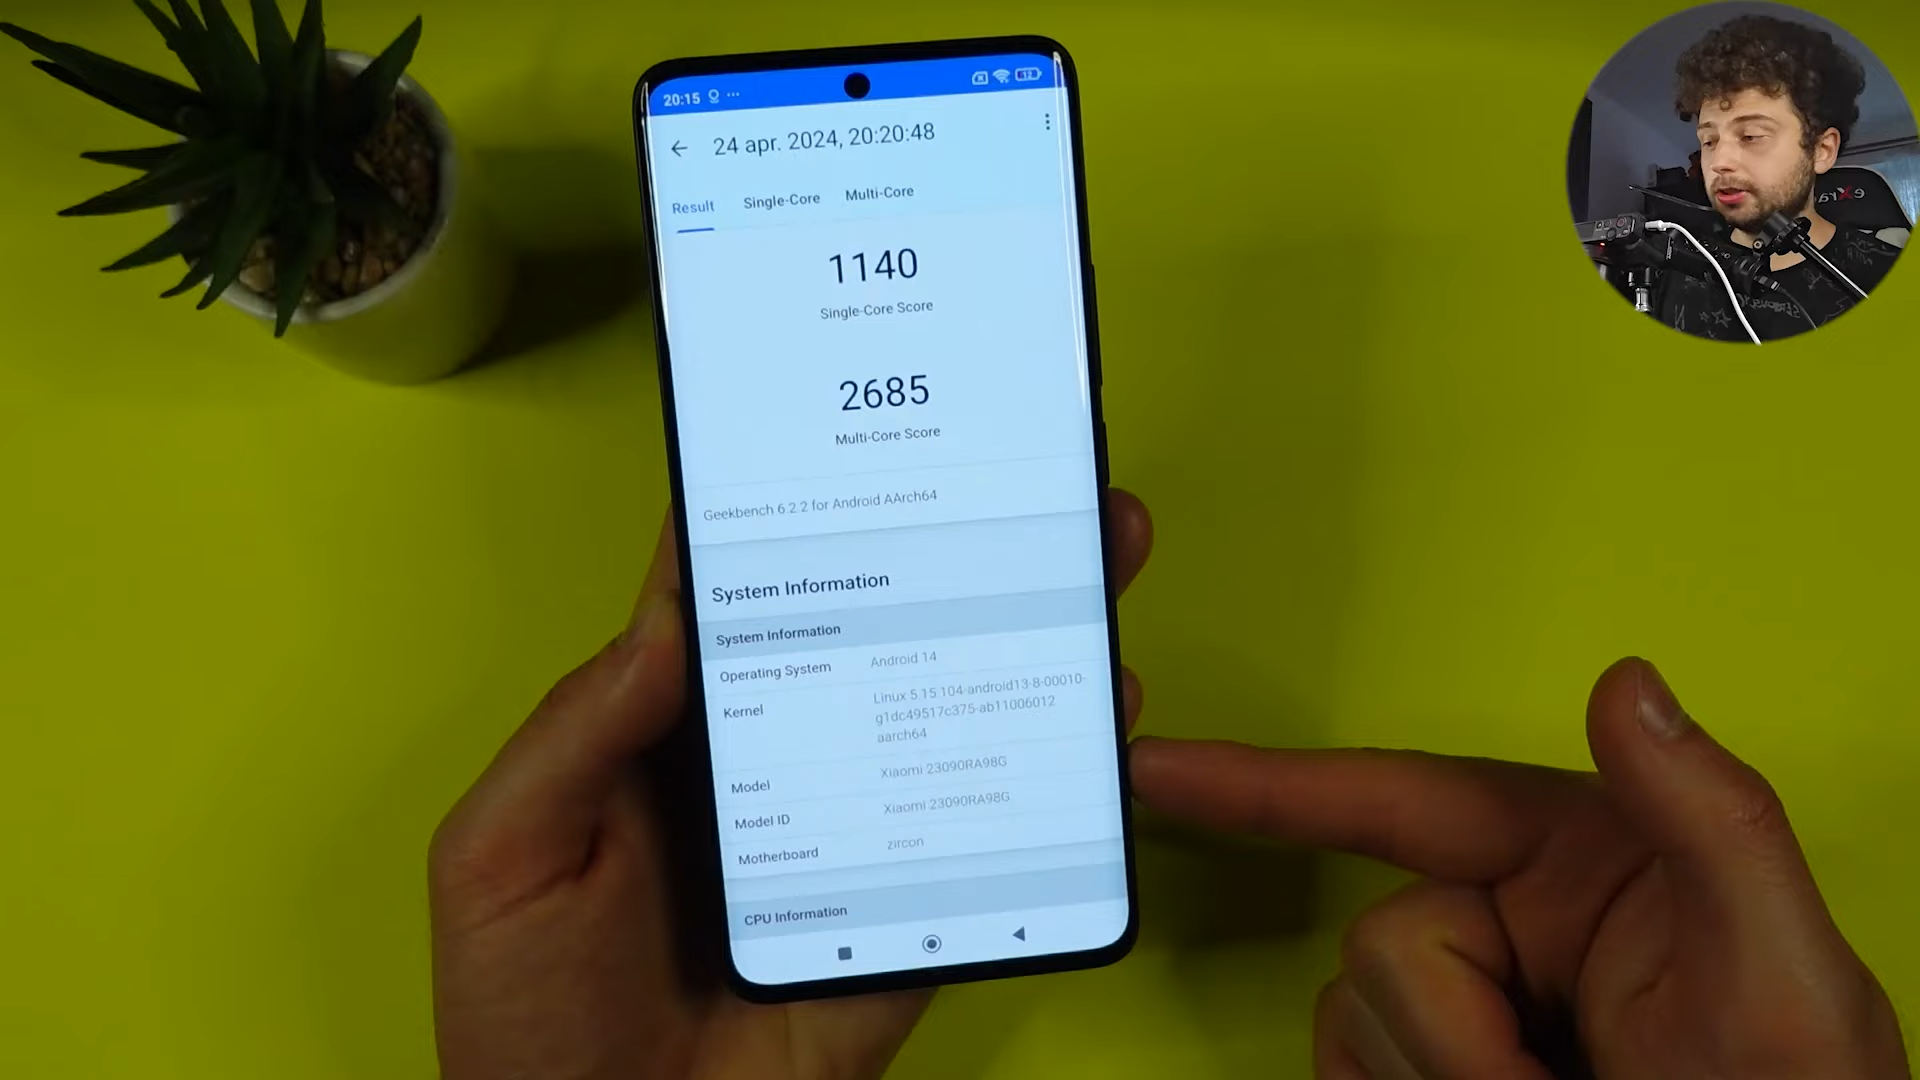 20:15
12
24 apr. 2024, 20:20:48
Result Single-Core Multi-Core
1140
Single-Core Score
2685
Multi-Core Score
Geekbench 6.2.2 for Android AArch64
System Information
System Information
Operating System Android 14
Kernel Linux 5.15.104-android13-8-00010-
g1dc49517c375-ab11006012
aarch64
Model Xiaomi 23090RA98G
Model ID Xiaomi 23090RA98G
Motherboard zircon
CPU Information